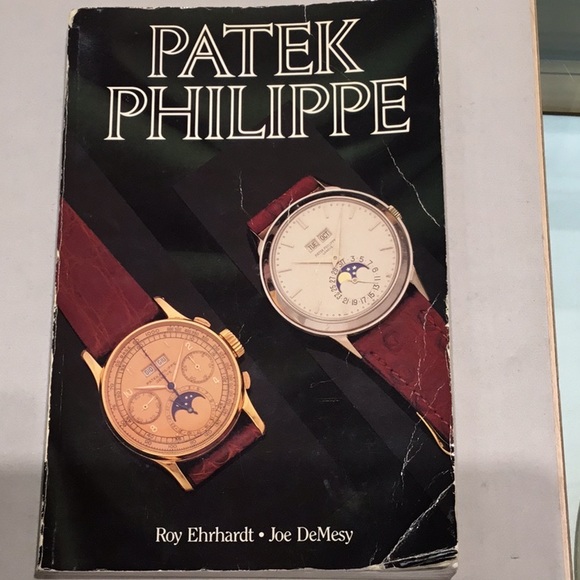 PATEK
PHILIPPE
Roy Ehrhardt • Joe DeMesy